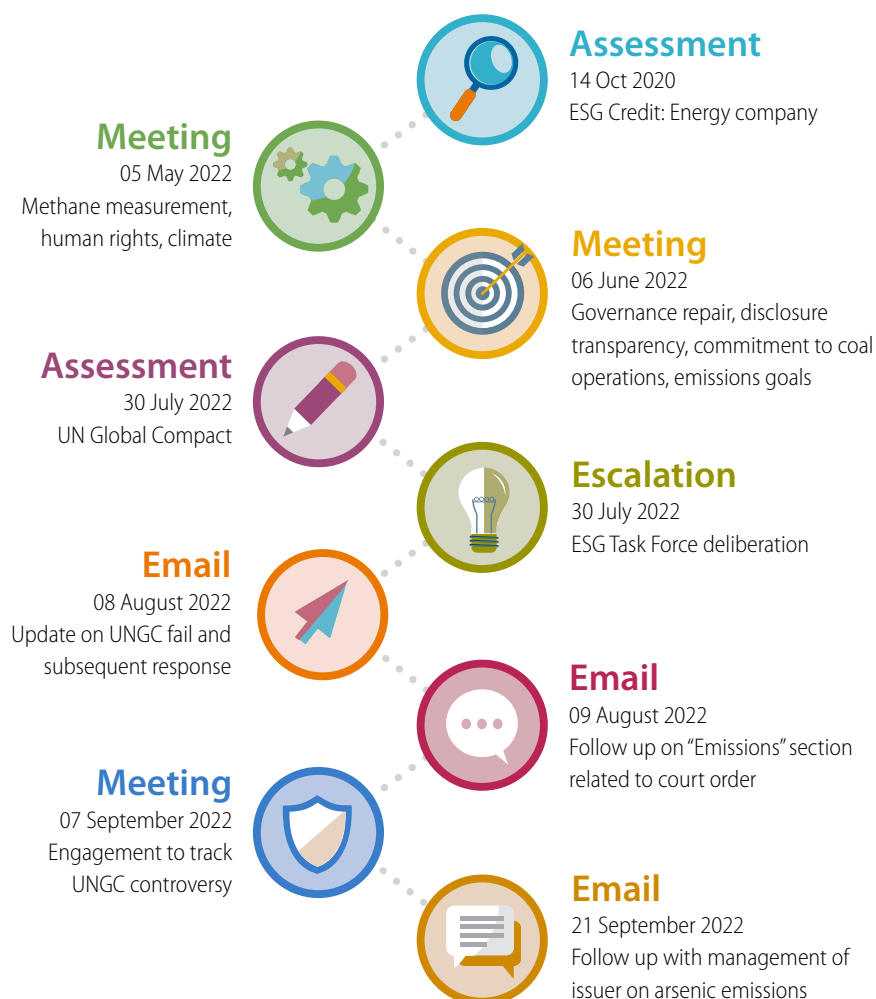 Assessment
14 Oct 2020
ESG Credit: Energy company
Meeting
05 May 2022
Methane measurement,
human rights, climate
Meeting
06 June 2022
Governance repair, disclosure
transparency, commitment to coal
operations, emissions goals
Assessment
30 July 2022
UN Global Compact
Escalation
30 July 2022
ESG Task Force deliberation
Email
08 August 2022
Update on UNGC fail and
subsequent response
Email
09 August 2022
Follow up on “Emissions” section
related to court order
Meeting
07 September 2022
Engagement to track
UNGC controversy
Email
21 September 2022
Follow up with management of
issuer on arsenic emissions